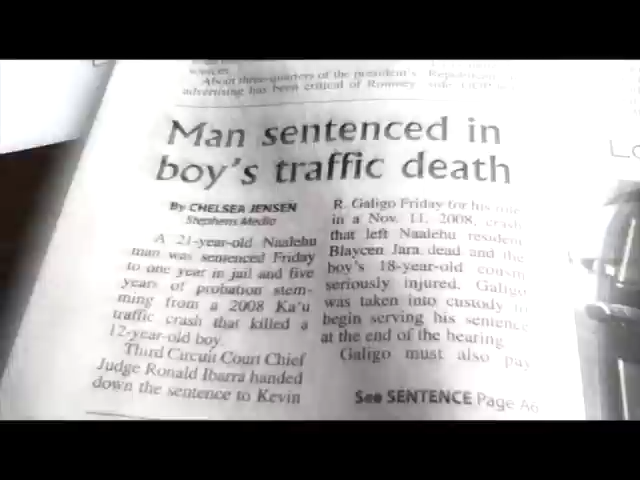 About three-quarters of the president's
advertising has been critical of Romney
Man sentenced in
boy's traffic death
By CHELSEA JENSEN
Stephens Media
A 21-year-old Naalehu
man was sentenced Friday
to one year in jail and five
years of probation stem-
ming from a 2008 Ka'u
traffic crash that killed a
12-year-old boy.
Third Circuit Court Chief
Judge Ronald Ibarra handed
down the sentence to Kevin
R. Galigo Friday for his role
in a Nov. 11, 2008, crash
that left Naalehu resident
Blaycen Jara dead and the
boy's 18-year-old cousin
seriously injured. Galigo
was taken into custody to
begin serving his sentence
at the end of the hearing.
Galigo must also pay
See SENTENCE Page A6